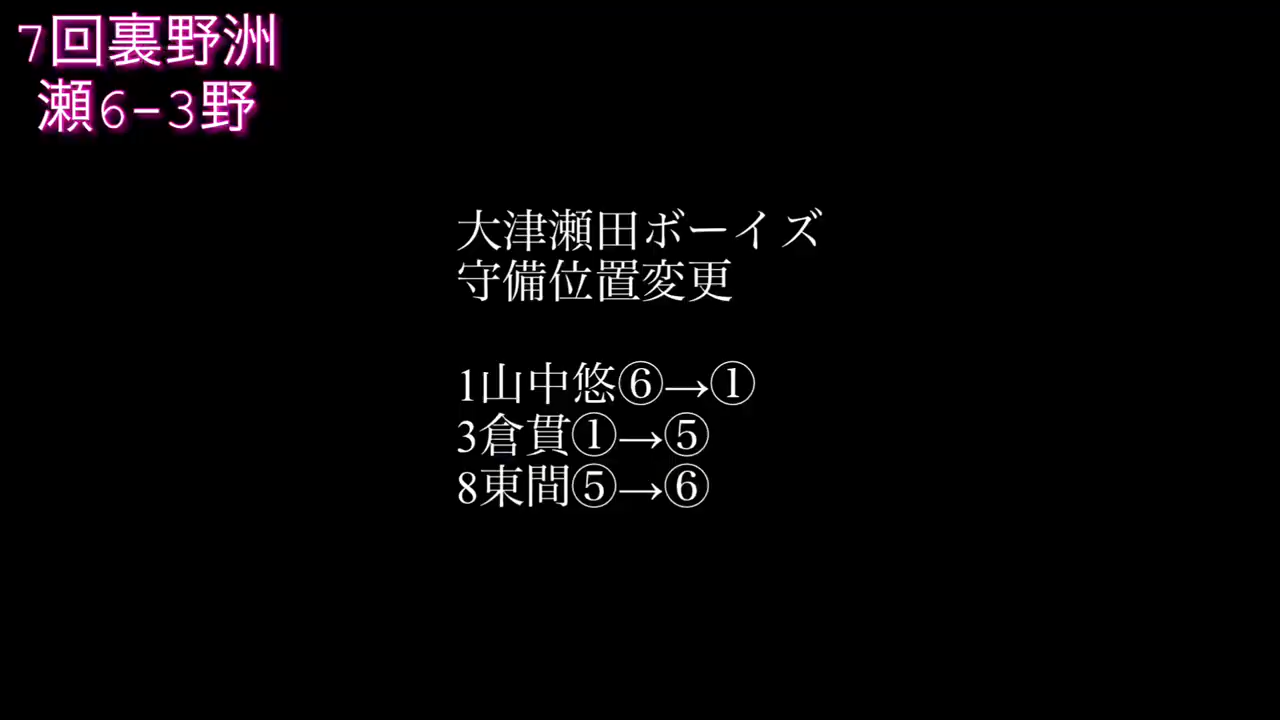 7回裏野洲
瀬6-3野
大津瀬田ボーイズ
守備位置変更
1山中悠⑥→①
3倉貫①→⑤
8東間⑤→⑥